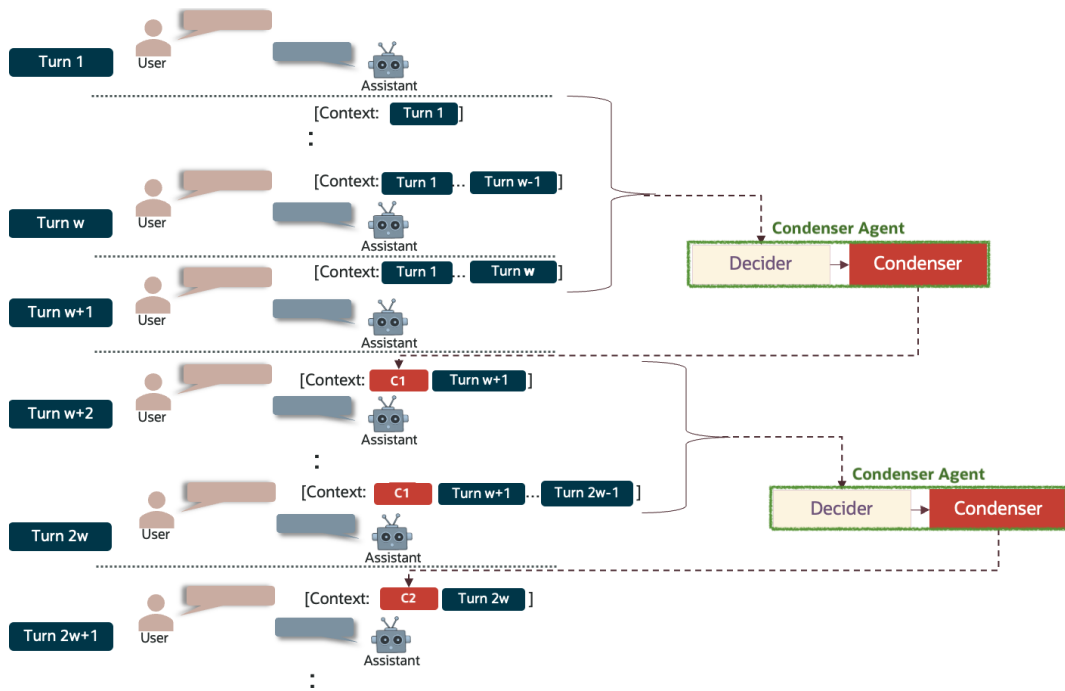 Turn 1
User
Assistant
[Context: Turn 1 ]
:
[Context: Turn 1 ... Turn w-1 ]
Turn w
User
Assistant
Condenser Agent
Decider
Condenser
[Context: Turn 1 ... Turn w ]
Turn w+1
User
Assistant
[Context: C1 Turn w+1 ]
Turn w+2
User
Assistant
:
Condenser Agent
Decider
Condenser
[Context: C1 Turn w+1 ... Turn 2w-1 ]
Turn 2w
User
Assistant
[Context: C2 Turn 2w ]
Turn 2w+1
User
Assistant
: